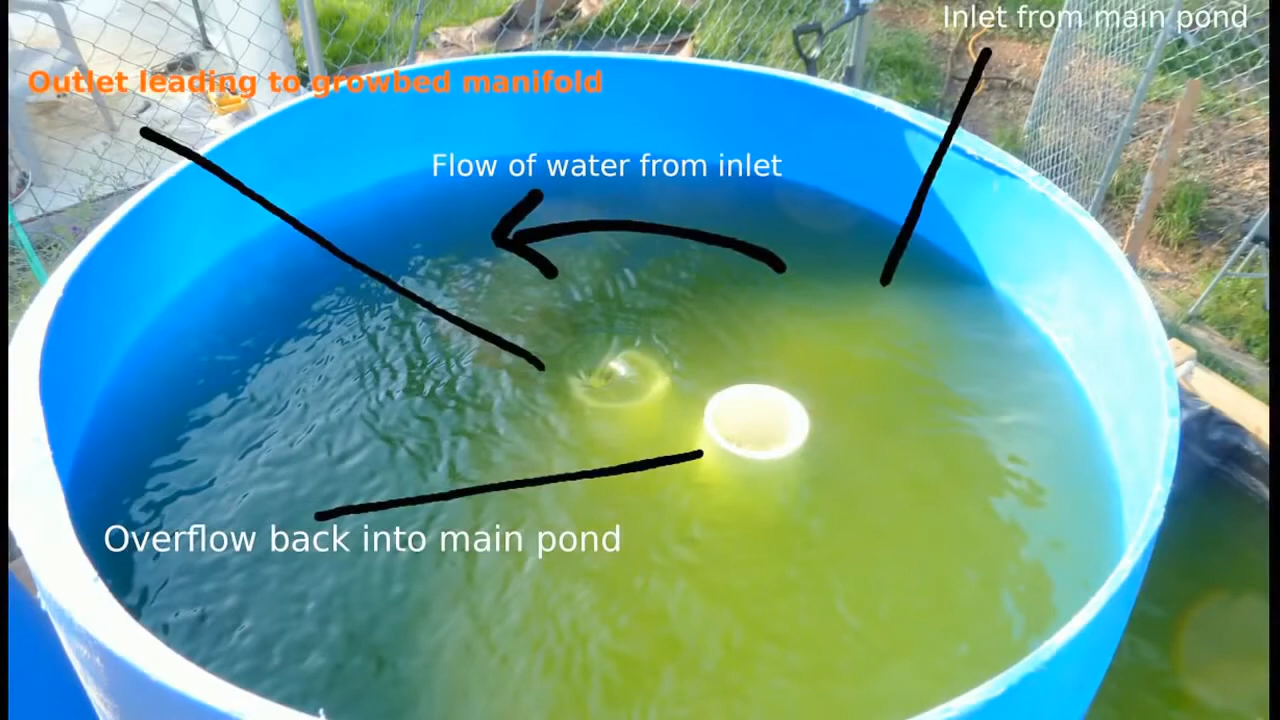 Inlet from main pond
Outlet leading to growbed manifold
Flow of water from inlet
Overflow back into main pond